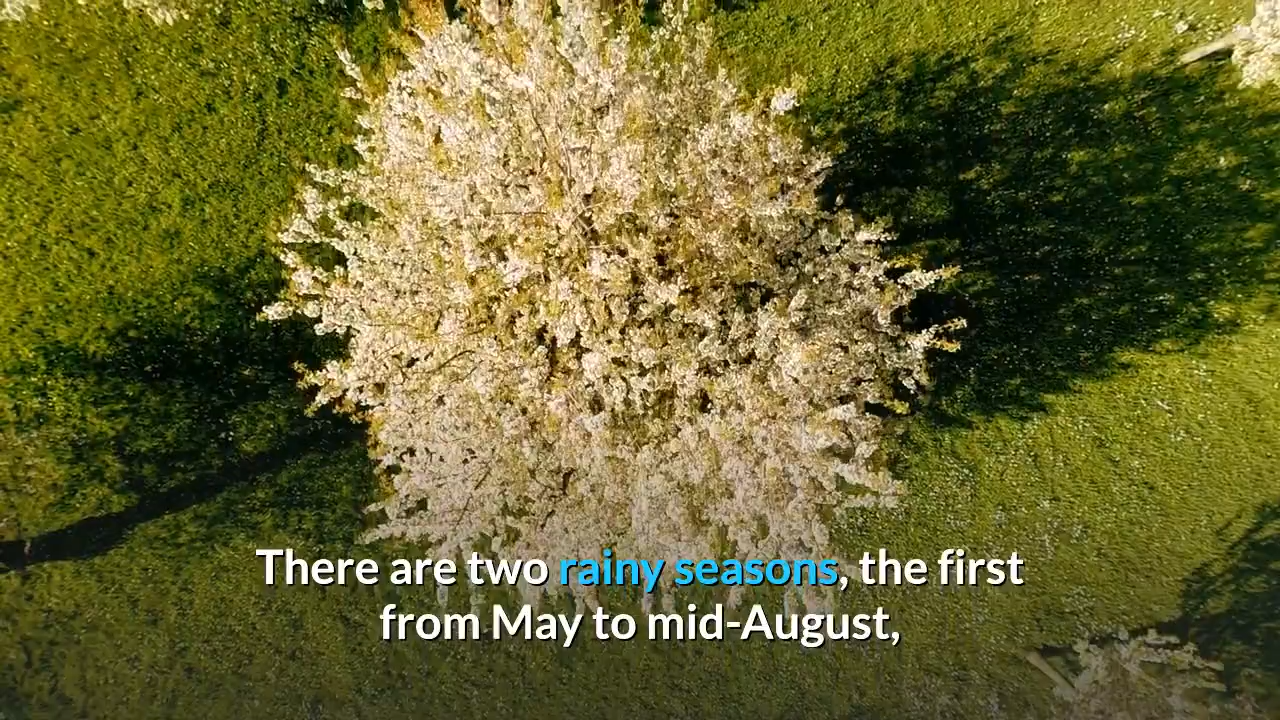 There are two rainy seasons, the first
from May to mid-August,